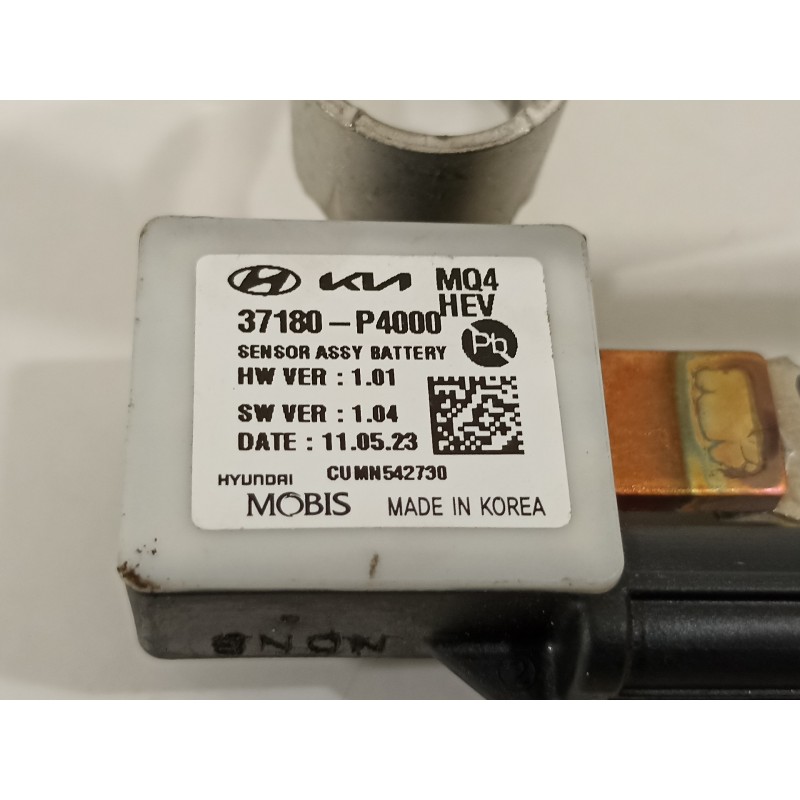 HYUNDAI KIA MQ4
HEV
37180-P4000
Pb
SENSOR ASSY BATTERY
HW VER : 1.01
SW VER : 1.04
DATE : 11.05.23
CUMN542730
HYUNDAI
MOBIS MADE IN KOREA